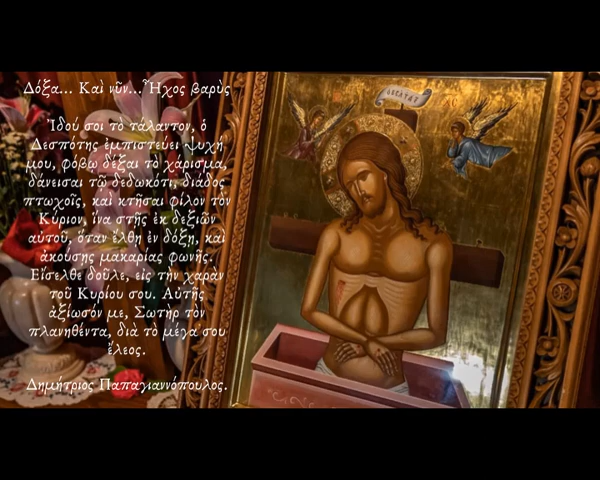 Δόξα... Καὶ νῦν... Ἦχος βαρὺς
Ἰδού σοι τὸ τάλαντον, ὁ
Δεσπότης ἐμπιστεύει ψυχή
μου, φόβῳ δέξαι τὸ χάρισμα,
δάνεισαι τῷ δεδωκότι, διάδος
πτωχοῖς, καὶ κτῆσαι φίλον τὸν
Κύριον, ἵνα στῇς ἐκ δεξιῶν
αὐτοῦ, ὅταν ἔλθῃ ἐν δόξῃ, καὶ
ἀκούσῃς μακαρίας φωνῆς.
Εἴσελθε δοῦλε, εἰς τὴν χαρὰν
τοῦ Κυρίου σου. Αὐτῆς
ἀξίωσόν με, Σωτὴρ τὸν
πλανηθέντα, διὰ τὸ μέγα σου
ἔλεος.
Δημήτριος Παπαγιαννόπουλος.